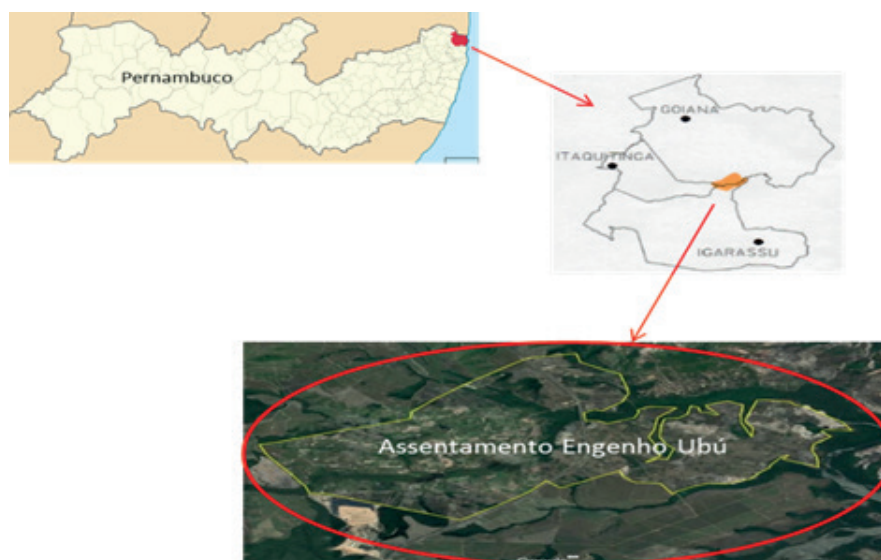 Pernambuco
GOIANA
ITAQUITINGA
IGARASSU
Assentamento Engenho Ubú